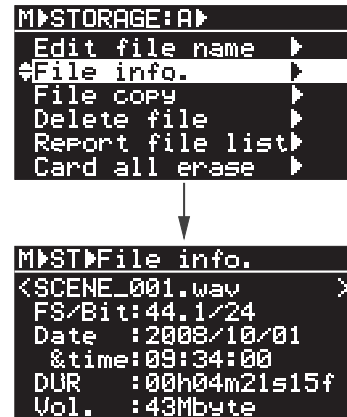 M▶STORAGE:A▶
Edit file name ▶
File info. ▶
File copy ▶
Delete file ▶
Report file list▶
Card all erase ▶
M▶ST▶File info.
<SCENE_001.wav >
FS/Bit:44.1/24
Date :2008/10/01
&time:09:34:00
DUR :00h04m21s15f
Vol. :43Mbyte